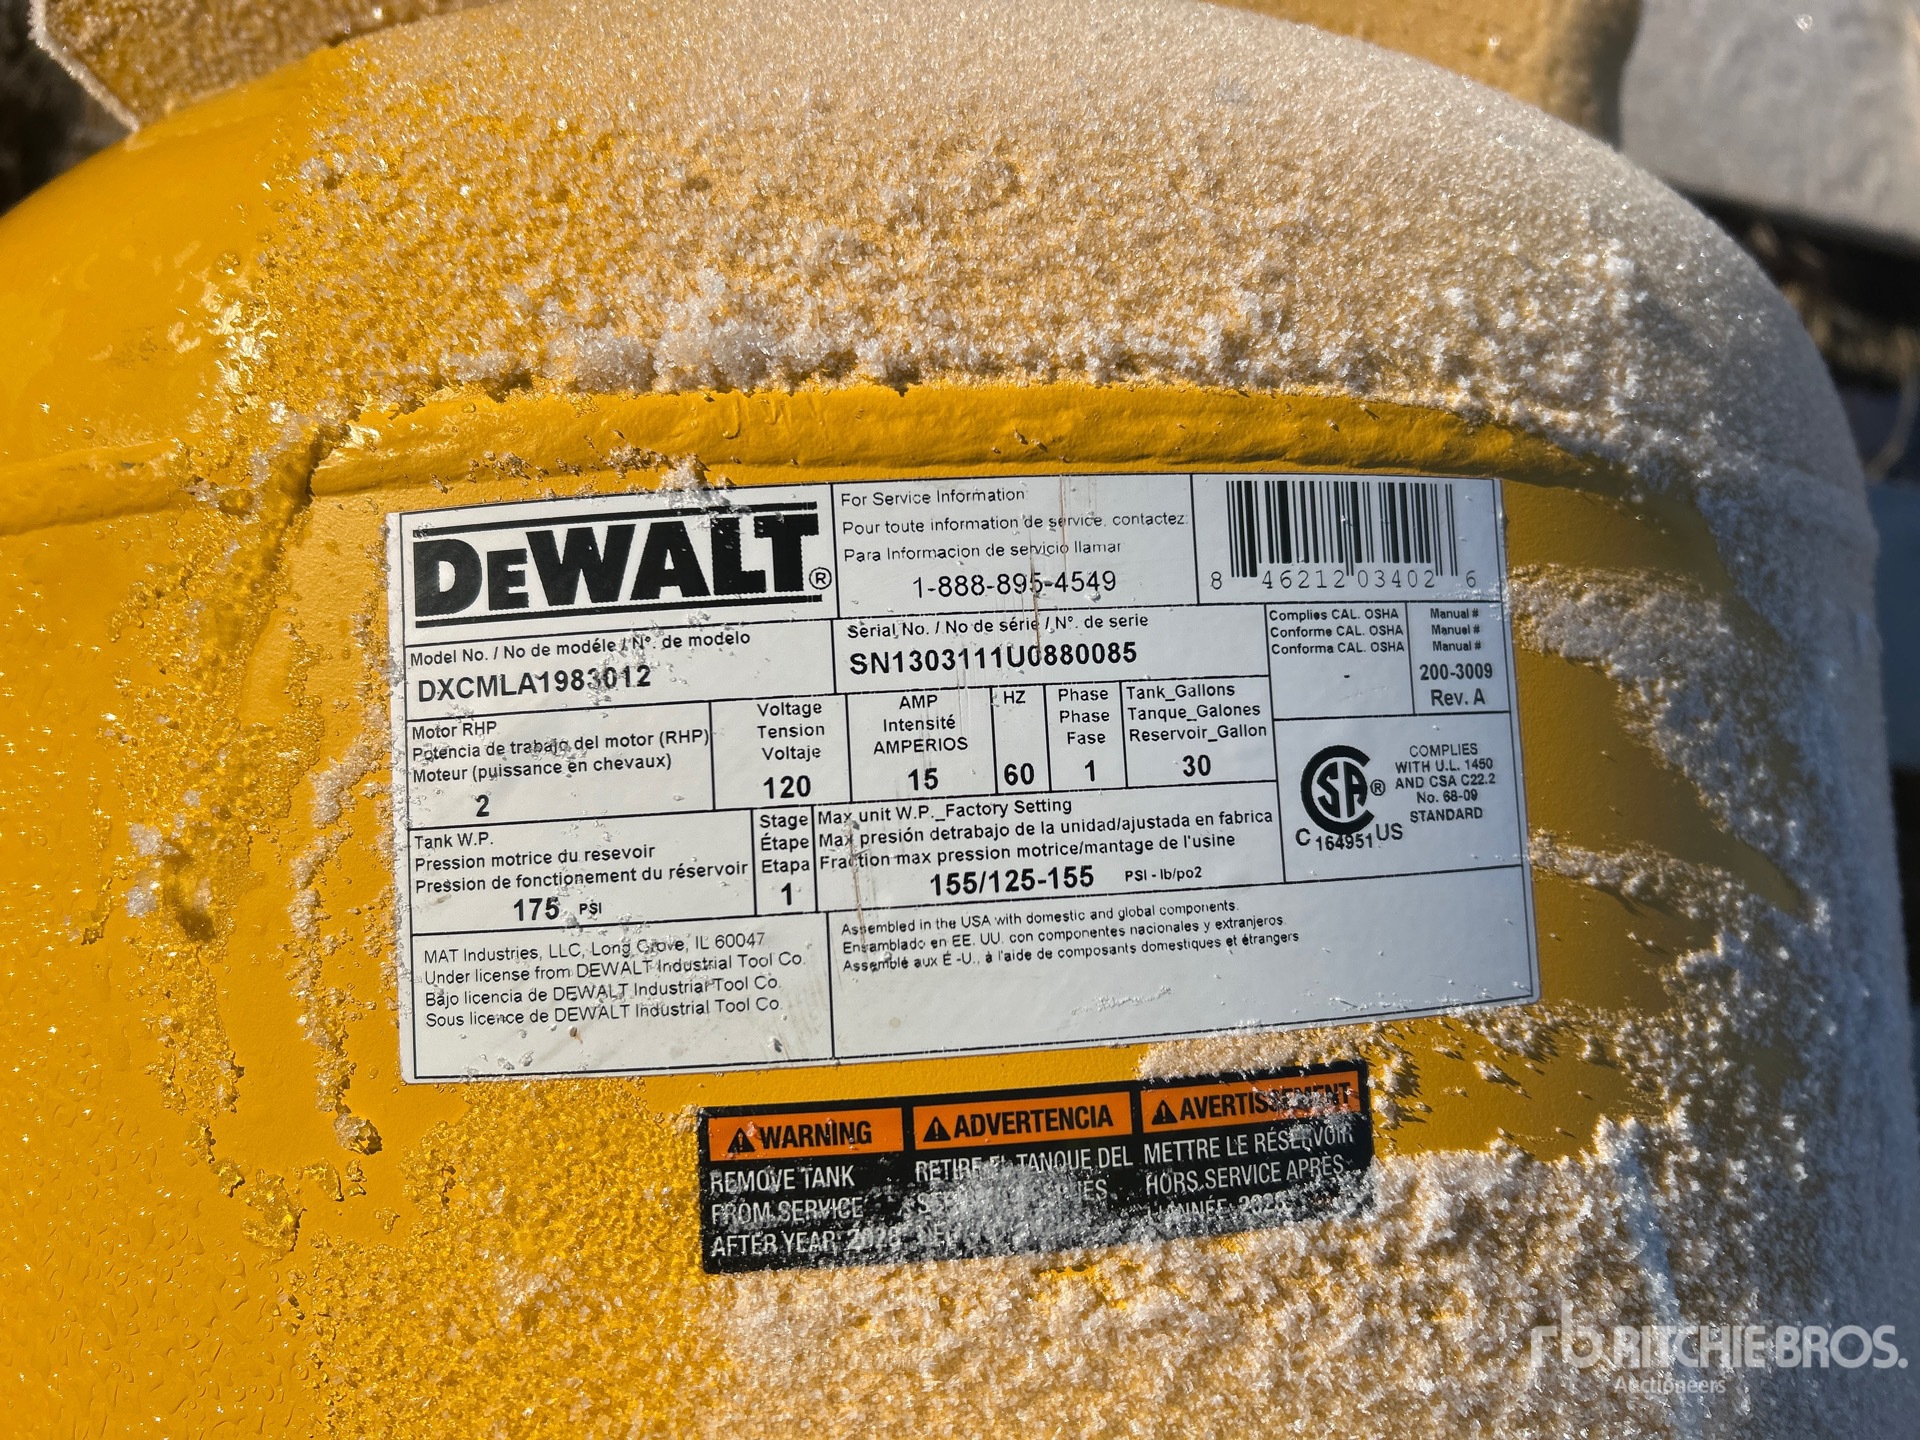 DEWALT®
For Service Information
Pour toute information de service, contactez:
Para Informacion de servicio llamar
1-888-895-4549
8 46212 03402 6
Model No. / No de modéle / N°. de modelo
DXCMLA1983012
Serial No. / No de série / N°. de serie
SN1303111U0880085
Complies CAL. OSHA
Conforme CAL. OSHA
Conforma CAL. OSHA
-
Manual #
Manual #
Manual #
200-3009
Rev. A
Motor RHP
Potencia de trabajo del motor (RHP)
Moteur (puissance en chevaux)
2
Voltage
Tension
Voltaje
120
AMP
Intensité
AMPERIOS
15
HZ
60
Phase
Phase
Fase
1
Tank_Gallons
Tanque_Galones
Reservoir_Gallon
30
CSA®
C 164951 US
COMPLIES
WITH U.L. 1450
AND CSA C22.2
No. 68-09
STANDARD
Tank W.P.
Pression motrice du resevoir
Pression de fonctionement du réservoir
175 PSI
Stage
Étape
Etapa
1
Max unit W.P._Factory Setting
Max presión detrabajo de la unidad/ajustada en fabrica
Fraction max pression motrice/mantage de l'usine
155/125-155 PSI - lb/po2
MAT Industries, LLC, Long Grove, IL 60047
Under license from DEWALT Industrial Tool Co.
Bajo licencia de DEWALT Industrial Tool Co.
Sous licence de DEWALT Industrial Tool Co.
Assembled in the USA with domestic and global components.
Ensamblado en EE. UU. con componentes nacionales y extranjeros
Assemblé aux É -U., à l'aide de composants domestiques et étrangers
WARNING
REMOVE TANK
FROM SERVICE
AFTER YEAR: 2028
ADVERTENCIA
RETIRE EL TANQUE DEL
AVERTISSEMENT
METTRE LE RÉSERVOIR
HORS SERVICE APRÈS
L'ANNÉE: 2028
rb RITCHIE BROS.
Auctioneers